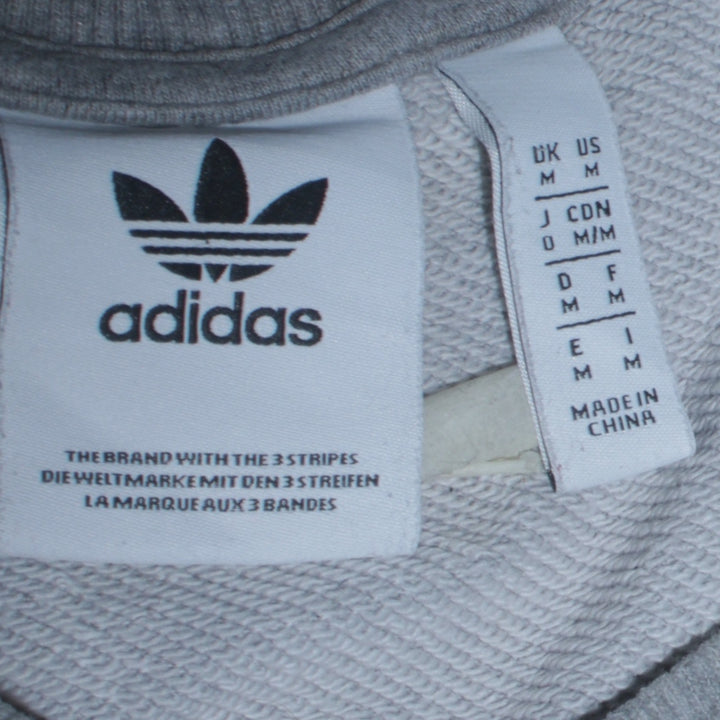 adidas
THE BRAND WITH THE 3 STRIPES
DIE WELTMARKE MIT DEN 3 STREIFEN
LA MARQUE AUX 3 BANDES
UK US
M M
J CDN
O M/M
D F
M M
E I
M M
MADE IN
CHINA